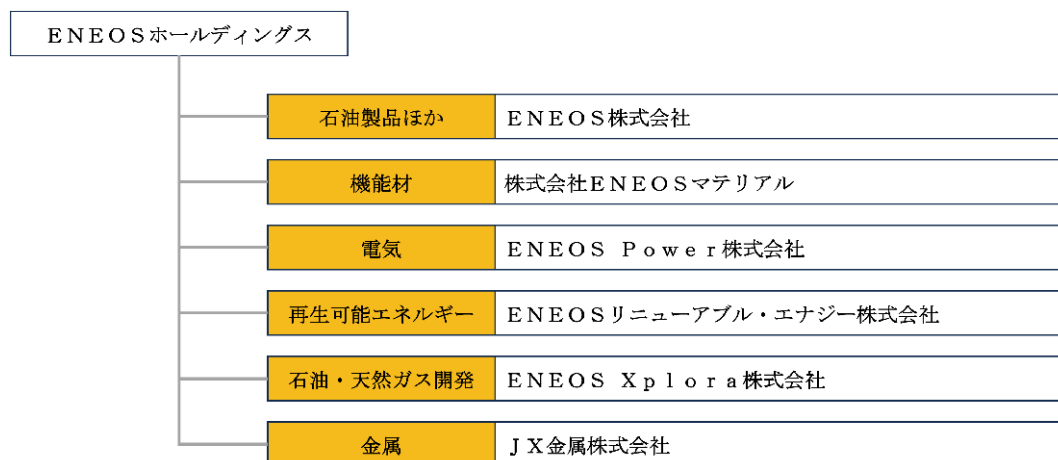 ENEOSホールディングス
石油製品ほか ENEOS株式会社
機能材 株式会社ENEOSマテリアル
電気 ENEOS Power株式会社
再生可能エネルギー ENEOSリニューアブル・エナジー株式会社
石油・天然ガス開発 ENEOS Xplora株式会社
金属 JX金属株式会社